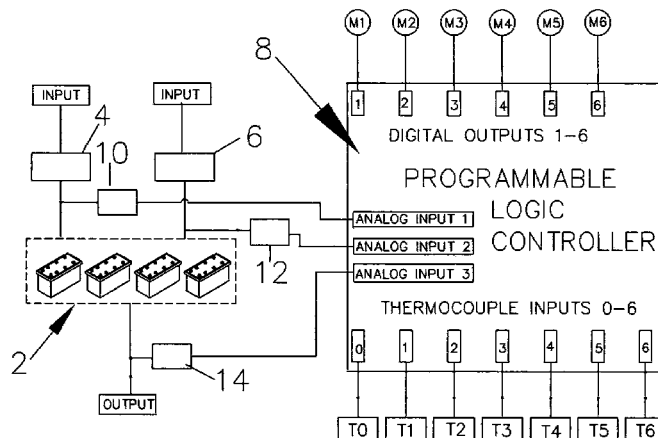 M1 M2 M3 M4 M5 M6
8
INPUT INPUT
4
6
10
1 2 3 4 5 6
DIGITAL OUTPUTS 1-6
PROGRAMMABLE
LOGIC
CONTROLLER
ANALOG INPUT 1
ANALOG INPUT 2
ANALOG INPUT 3
12
THERMOCOUPLE INPUTS 0-6
0 1 2 3 4 5 6
2
14
OUTPUT
T0 T1 T2 T3 T4 T5 T6